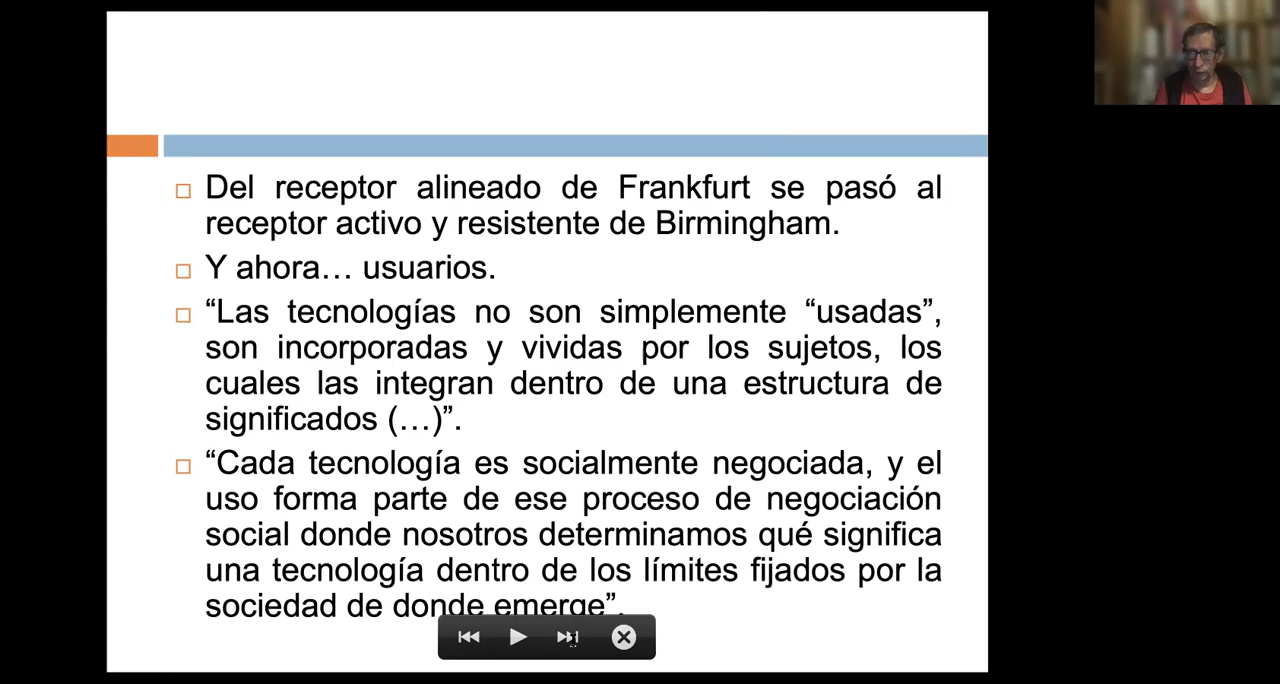 Del receptor alineado de Frankfurt se pasó al
receptor activo y resistente de Birmingham.
Y ahora… usuarios.
“Las tecnologías no son simplemente “usadas”,
son incorporadas y vividas por los sujetos, los
cuales las integran dentro de una estructura de
significados (…)”.
“Cada tecnología es socialmente negociada, y el
uso forma parte de ese proceso de negociación
social donde nosotros determinamos qué significa
una tecnología dentro de los límites fijados por la
sociedad de donde emerge”.